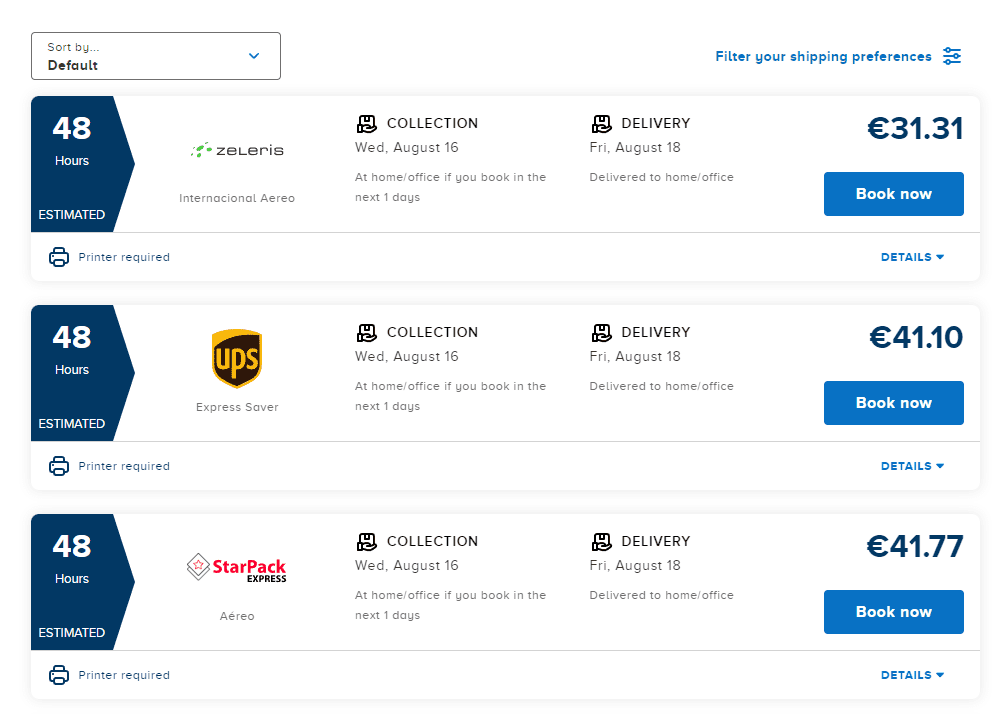 Sort by...
Default
Filter your shipping preferences
48
Hours
ESTIMATED
zeleris
Internacional Aereo
COLLECTION
Wed, August 16
At home/office if you book in the
next 1 days
DELIVERY
Fri, August 18
Delivered to home/office
€31.31
Book now
Printer required
DETAILS
48
Hours
ESTIMATED
ups
Express Saver
COLLECTION
Wed, August 16
At home/office if you book in the
next 1 days
DELIVERY
Fri, August 18
Delivered to home/office
€41.10
Book now
Printer required
DETAILS
48
Hours
ESTIMATED
StarPack
EXPRESS
Aéreo
COLLECTION
Wed, August 16
At home/office if you book in the
next 1 days
DELIVERY
Fri, August 18
Delivered to home/office
€41.77
Book now
Printer required
DETAILS